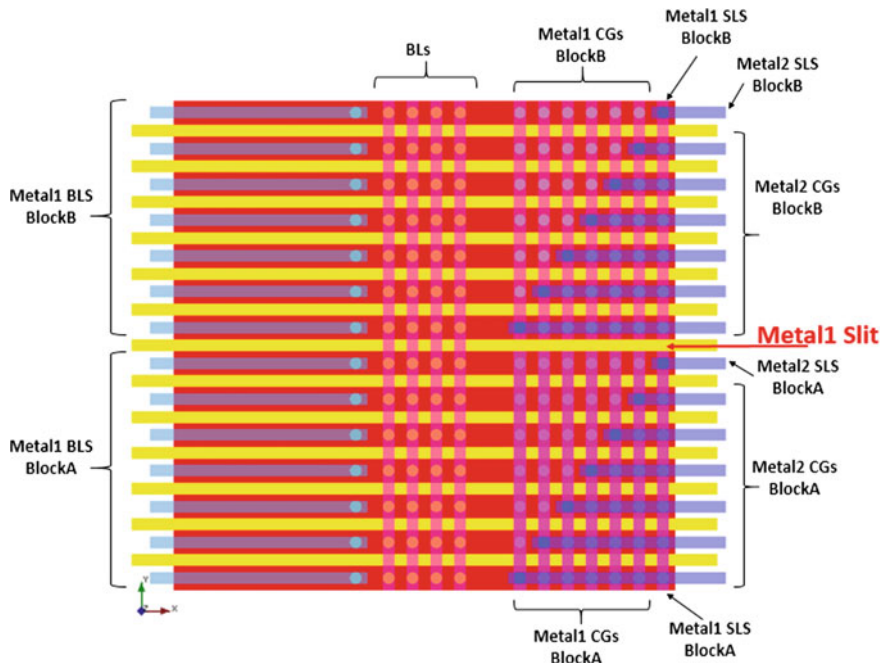 Metal1 SLS
BlockB
Metal1 CGs
BlockB
BLs
Metal2 SLS
BlockB
Metal1 BLS
BlockB
Metal2 CGs
BlockB
Metal1 Slit
Metal2 SLS
BlockA
Metal1 BLS
BlockA
Metal2 CGs
BlockA
Y
Z
X
Metal1 CGs
BlockA
Metal1 SLS
BlockA